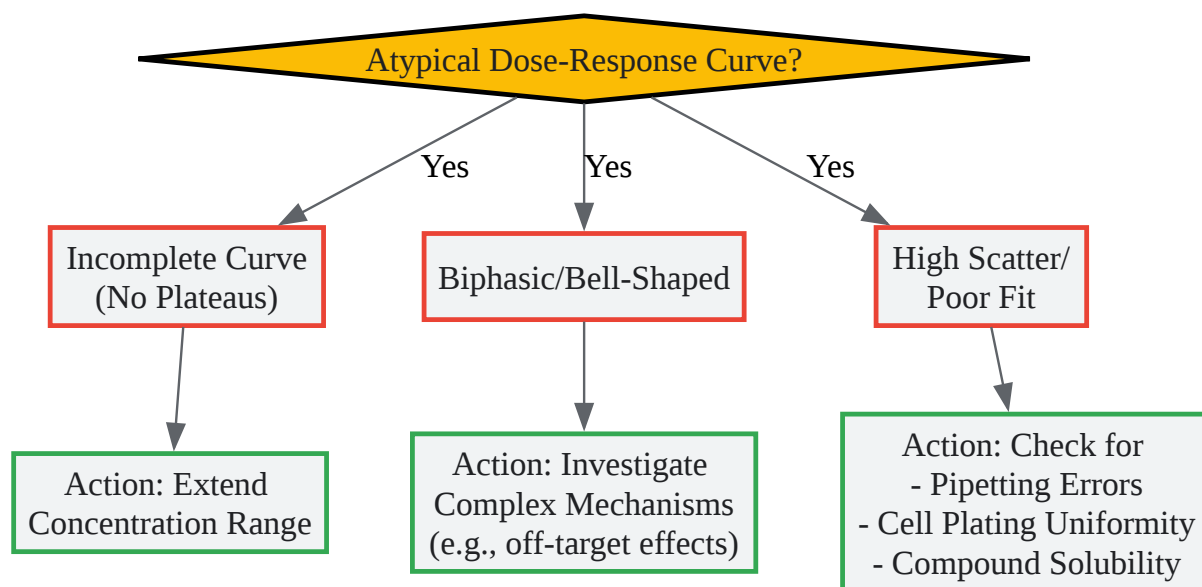 Atypical Dose-Response Curve?
Yes
Yes
Yes
Incomplete Curve
(No Plateaus)
Biphasic/Bell-Shaped
High Scatter/
Poor Fit
Action: Extend
Concentration Range
Action: Investigate
Complex Mechanisms
(e.g., off-target effects)
Action: Check for
- Pipetting Errors
- Cell Plating Uniformity
- Compound Solubility